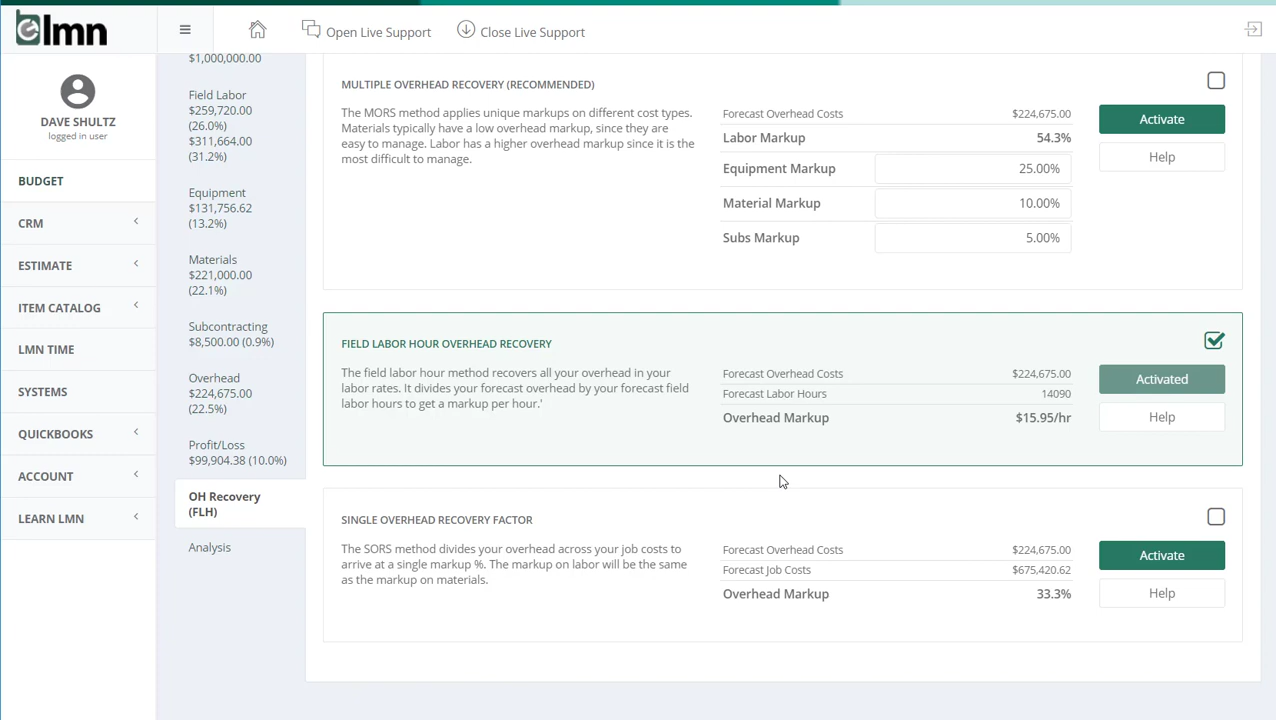 lmn
Open Live Support
Close Live Support
DAVE SHULTZ
logged in user
BUDGET
CRM
ESTIMATE
ITEM CATALOG
LMN TIME
SYSTEMS
QUICKBOOKS
ACCOUNT
LEARN LMN
$1,000,000.00
Field Labor
$259,720.00
(26.0%)
$311,664.00
(31.2%)
Equipment
$131,756.62
(13.2%)
Materials
$221,000.00
(22.1%)
Subcontracting
$8,500.00 (0.9%)
Overhead
$224,675.00
(22.5%)
Profit/Loss
$99,904.38 (10.0%)
OH Recovery
(FLH)
Analysis
MULTIPLE OVERHEAD RECOVERY (RECOMMENDED)
The MORS method applies unique markups on different cost types.
Materials typically have a low overhead markup, since they are
easy to manage. Labor has a higher overhead markup since it is the
most difficult to manage.
Forecast Overhead Costs $224,675.00
Labor Markup 54.3%
Equipment Markup 25.00%
Material Markup 10.00%
Subs Markup 5.00%
Activate
Help
FIELD LABOR HOUR OVERHEAD RECOVERY
The field labor hour method recovers all your overhead in your
labor rates. It divides your forecast overhead by your forecast field
labor hours to get a markup per hour.'
Forecast Overhead Costs $224,675.00
Forecast Labor Hours 14090
Overhead Markup $15.95/hr
Activated
Help
SINGLE OVERHEAD RECOVERY FACTOR
The SORS method divides your overhead across your job costs to
arrive at a single markup %. The markup on labor will be the same
as the markup on materials.
Forecast Overhead Costs $224,675.00
Forecast Job Costs $675,420.62
Overhead Markup 33.3%
Activate
Help